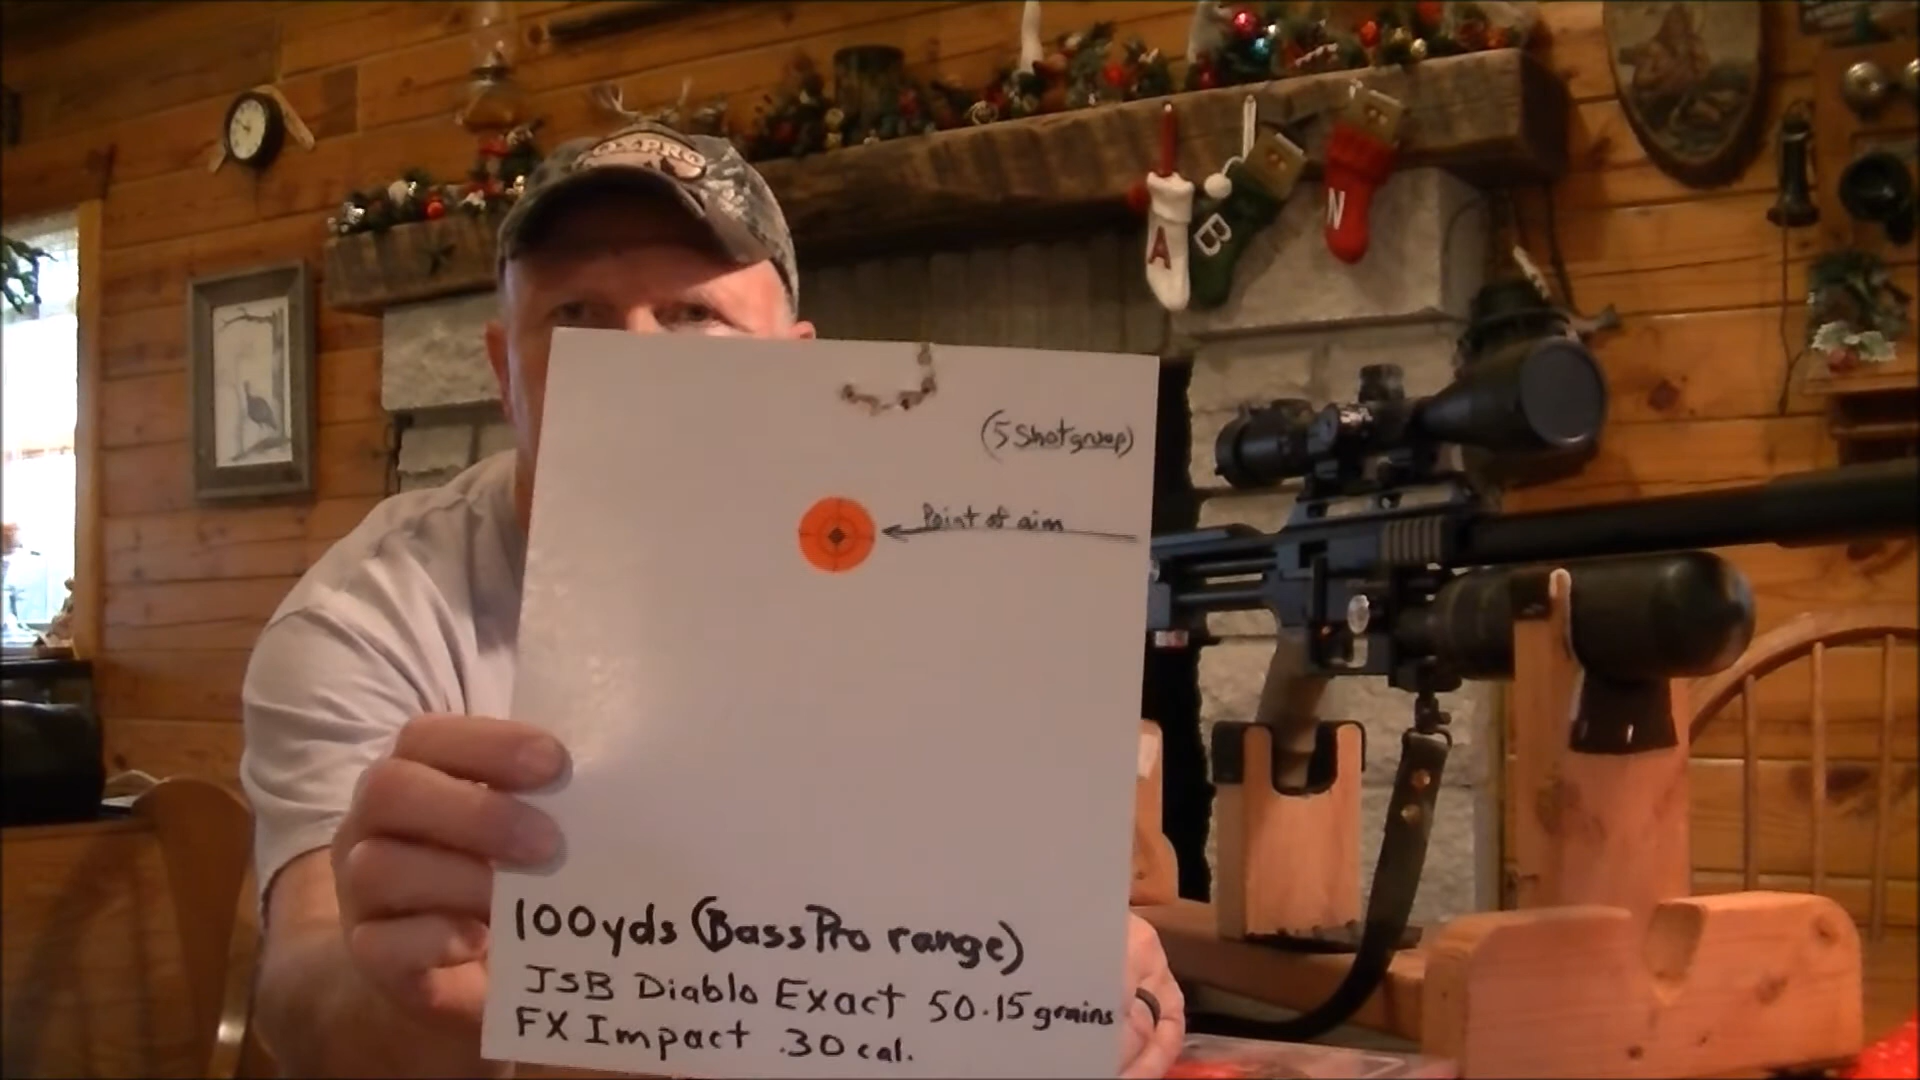 FOXPRO
A
B
N
(5 Shot group)
Point of aim
100yds (Bass Pro range)
JSB Diablo Exact 50.15 grains
FX Impact .30 cal.